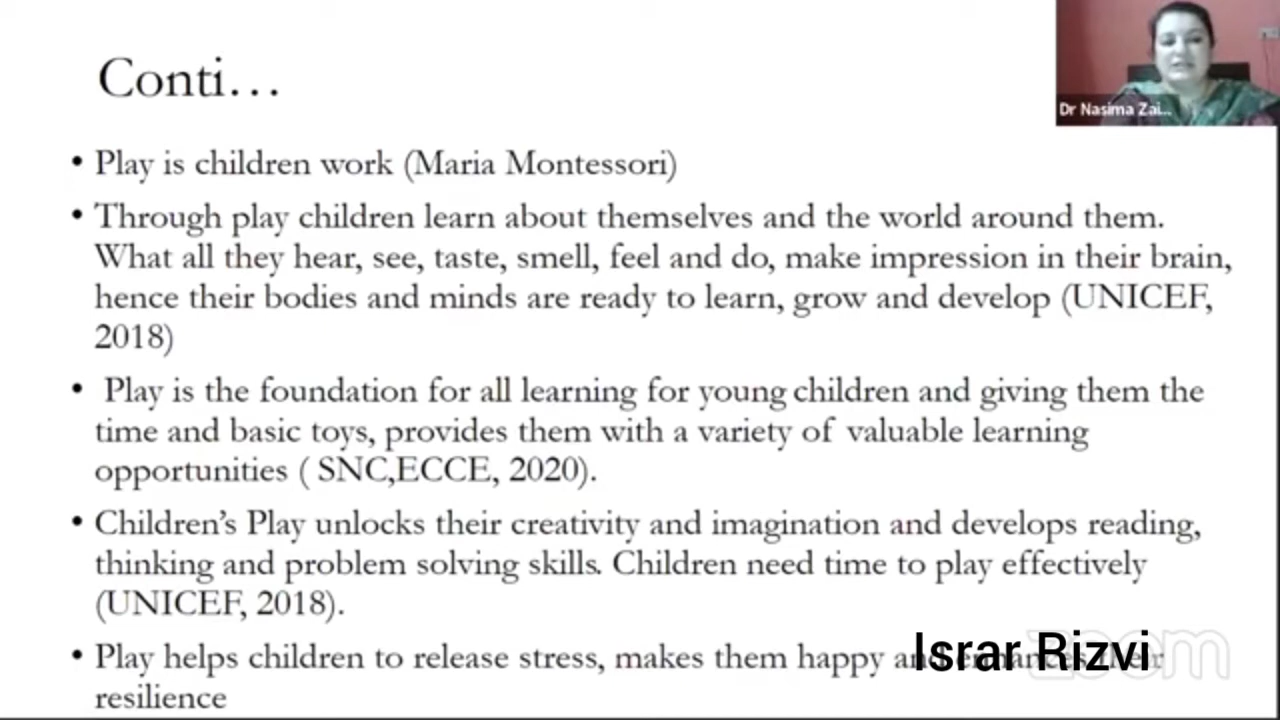 Conti…
Dr Nasima Zai...
• Play is children work (Maria Montessori)
• Through play children learn about themselves and the world around them.
What all they hear, see, taste, smell, feel and do, make impression in their brain,
hence their bodies and minds are ready to learn, grow and develop (UNICEF,
2018)
• Play is the foundation for all learning for young children and giving them the
time and basic toys, provides them with a variety of valuable learning
opportunities ( SNC,ECCE, 2020).
• Children’s Play unlocks their creativity and imagination and develops reading,
thinking and problem solving skills. Children need time to play effectively
(UNICEF, 2018).
• Play helps children to release stress, makes them happy and enhances their
resilience
Israr Rizvi
zoom